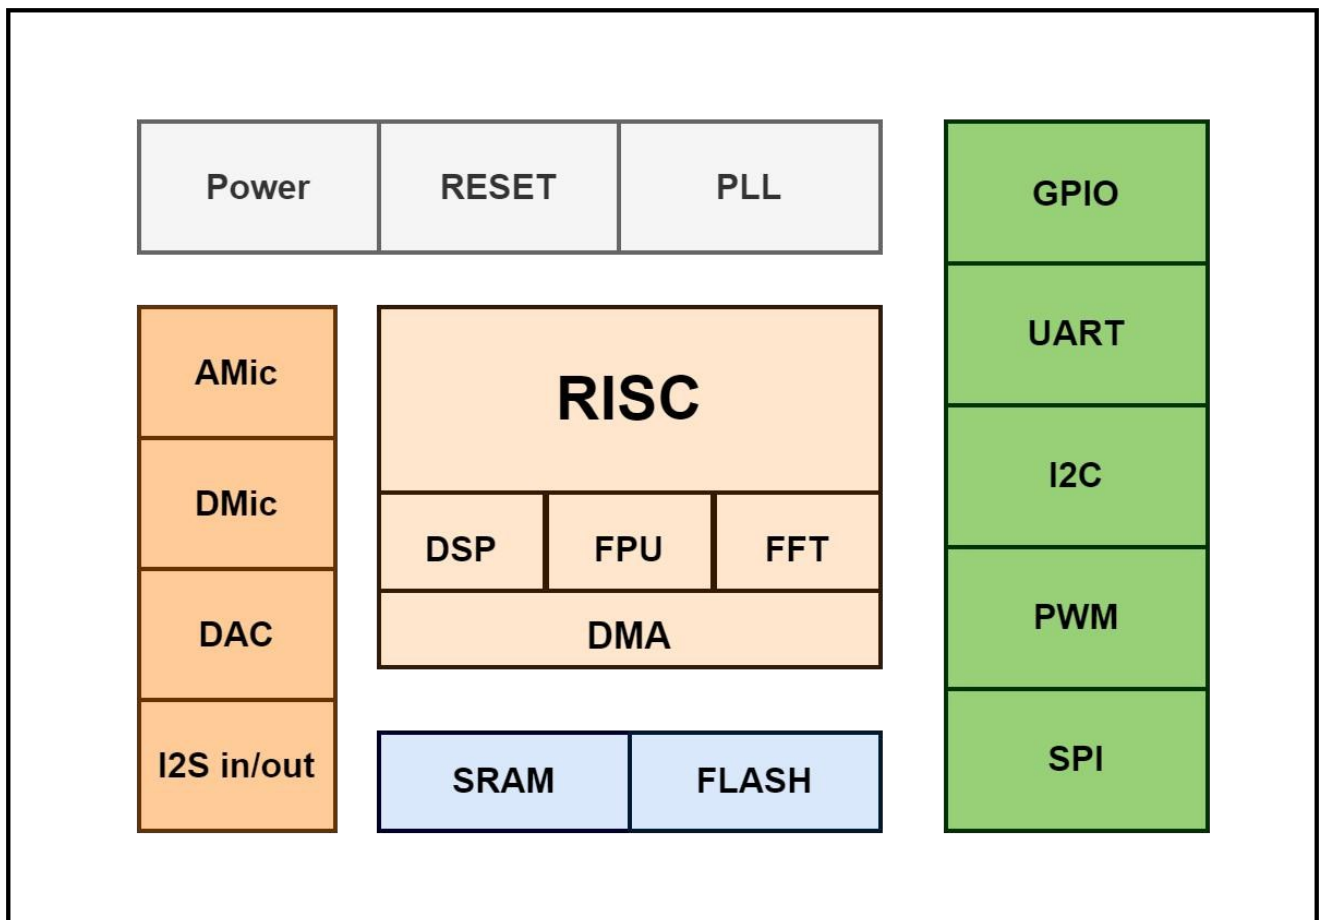 Power
RESET
PLL
GPIO
UART
I2C
PWM
SPI
AMic
DMic
DAC
I2S in/out
RISC
DSP
FPU
FFT
DMA
SRAM
FLASH